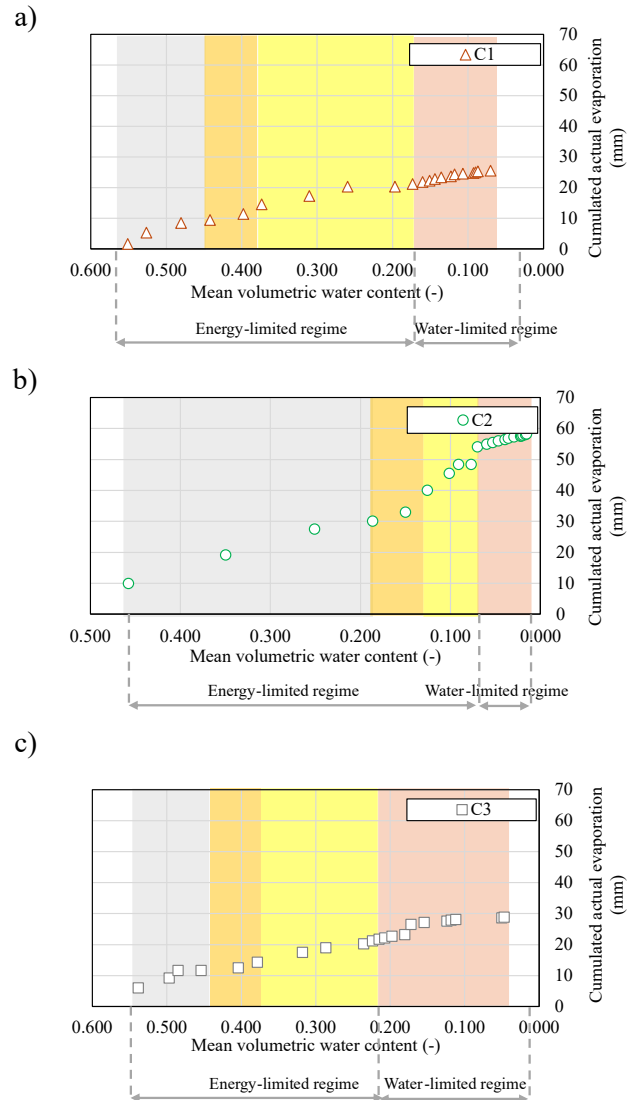 a)
C1
70
60
50
40
30
20
10
0
Cumulated actual evaporation
(mm)
0.600 0.500 0.400 0.300 0.200 0.100 0.000
Mean volumetric water content (-)
Energy-limited regime Water-limited regime
b)
C2
70
60
50
40
30
20
10
0
Cumulated actual evaporation
(mm)
0.500 0.400 0.300 0.200 0.100 0.000
Mean volumetric water content (-)
Energy-limited regime Water-limited regime
c)
C3
70
60
50
40
30
20
10
0
Cumulated actual evaporation
(mm)
0.600 0.500 0.400 0.300 0.200 0.100 0.000
Mean volumetric water content (-)
Energy-limited regime Water-limited regime